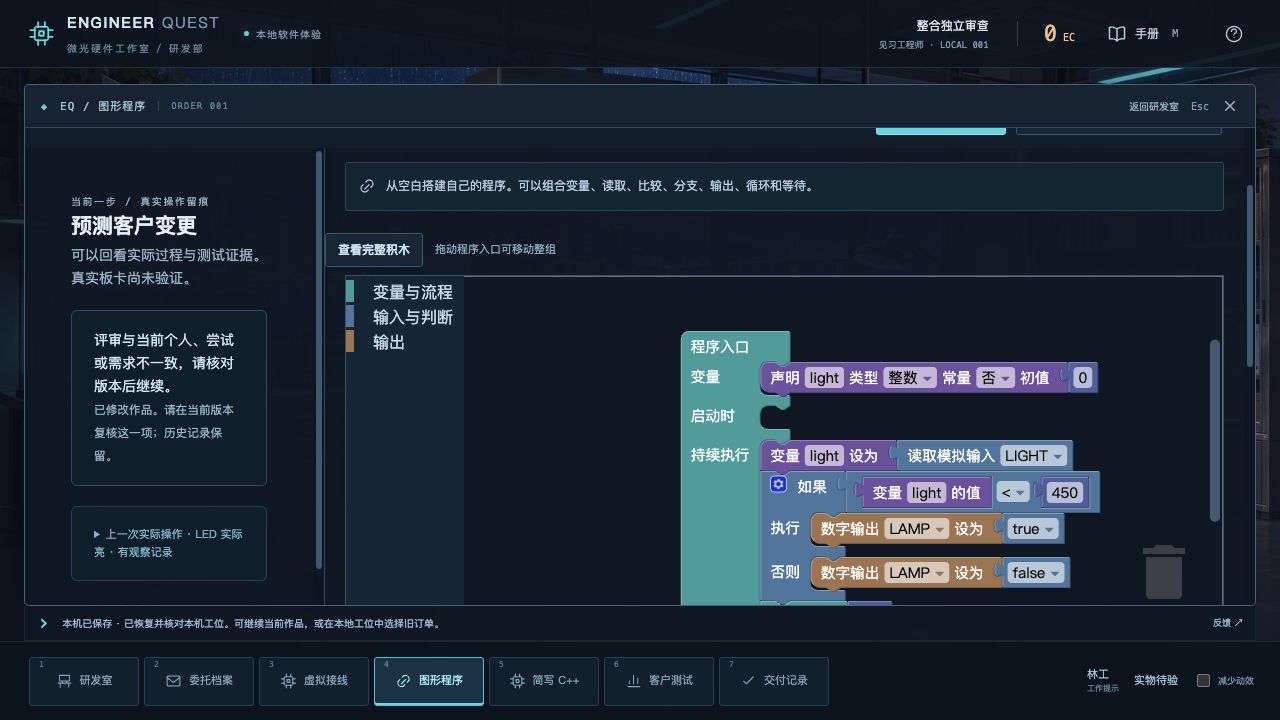 ENGINEER QUEST
微光硬件工作室 / 研发部
本地软件体验
整合独立审查
见习工程师 · LOCAL 001
0 EC
手册 M
EQ / 图形程序
ORDER 001
返回研发室 Esc
当前一步 / 真实操作留痕
预测客户变更
可以回看实际过程与测试证据。
真实板卡尚未验证。
评审与当前个人、尝试
或需求不一致，请核对
版本后继续。
已修改作品。请在当前版本
复核这一项；历史记录保
留。
上一次实际操作 · LED 实际
亮 · 有观察记录
从空白搭建自己的程序。可以组合变量、读取、比较、分支、输出、循环和等待。
查看完整积木
拖动程序入口可移动整组
变量与流程
输入与判断
输出
程序入口
变量
声明 light 类型 整数 常量 否 初值 0
启动时
持续执行
变量 light 设为 读取模拟输入 LIGHT
如果 变量 light 的值 < 450
执行 数字输出 LAMP 设为 true
否则 数字输出 LAMP 设为 false
本机已保存 · 已恢复并核对本机工位。可继续当前作品，或在本地工位中选择旧订单。
反馈 ↗
1 研发室
2 委托档案
3 虚拟接线
4 图形程序
5 简写 C++
6 客户测试
7 交付记录
林工
工作提示
实物待验
减少动效